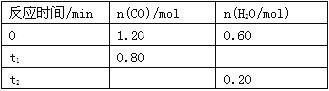 反应时间/min n(CO)/mol n(H₂O/mol)
0 1.20 0.60
t₁ 0.80
t₂ 0.20